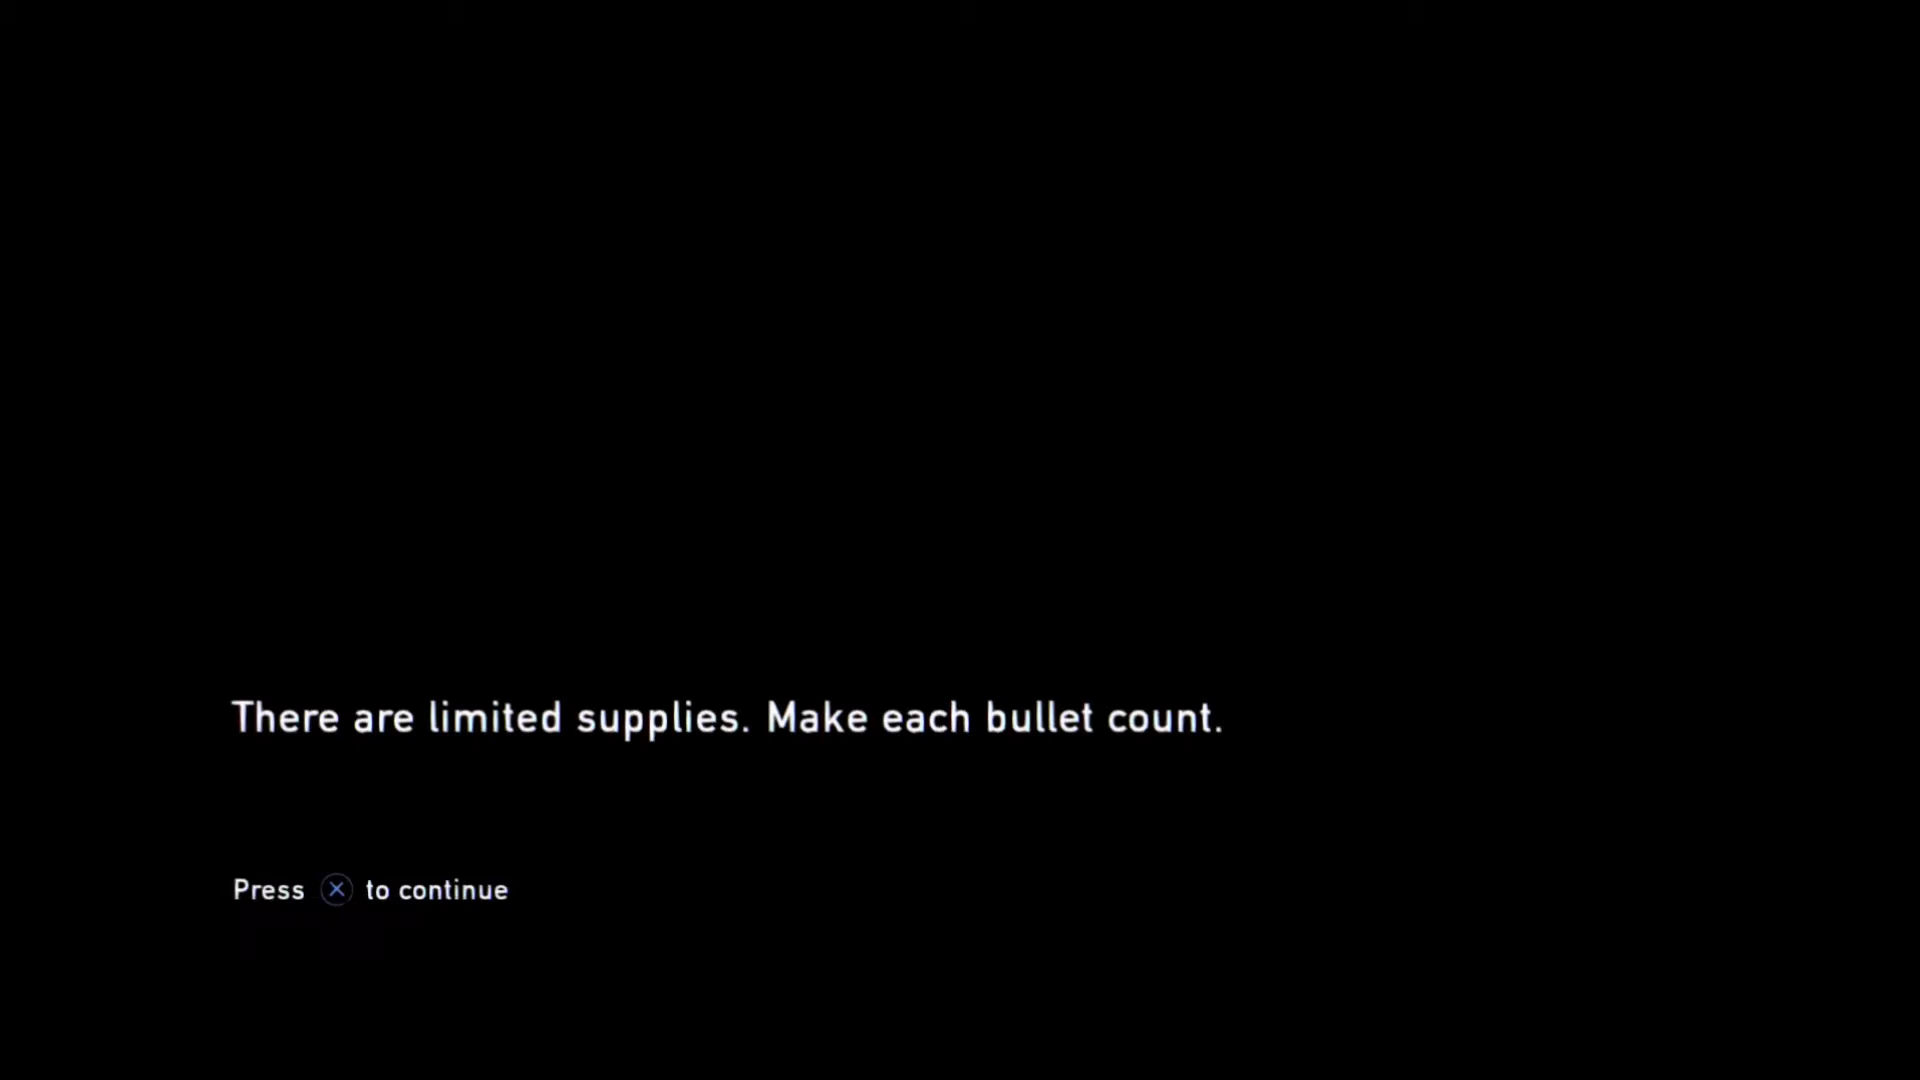 There are limited supplies. Make each bullet count.
Press ⓧ to continue